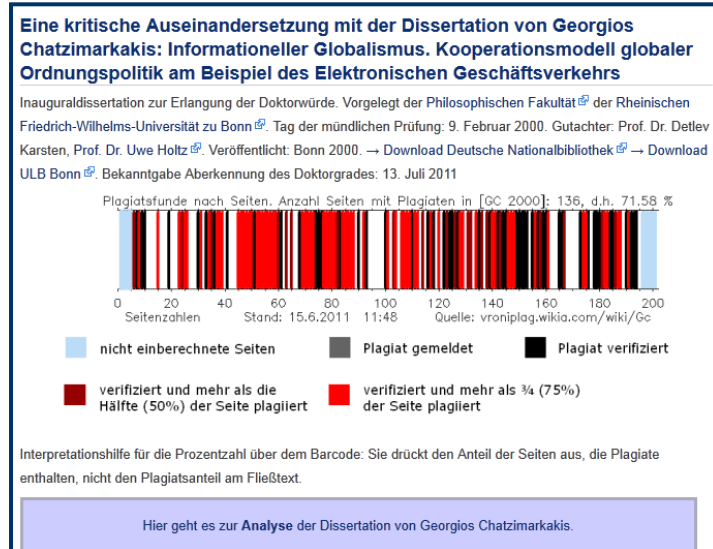 Eine kritische Auseinandersetzung mit der Dissertation von Georgios
Chatzimarkakis: Informationeller Globalismus. Kooperationsmodell globaler
Ordnungspolitik am Beispiel des Elektronischen Geschäftsverkehrs
Inauguraldissertation zur Erlangung der Doktorwürde. Vorgelegt der Philosophischen Fakultät der Rheinischen
Friedrich-Wilhelms-Universität zu Bonn. Tag der mündlichen Prüfung: 9. Februar 2000. Gutachter: Prof. Dr. Detlev
Karsten, Prof. Dr. Uwe Holtz. Veröffentlicht: Bonn 2000. → Download Deutsche Nationalbibliothek → Download
ULB Bonn. Bekanntgabe Aberkennung des Doktorgrades: 13. Juli 2011
Plagiatsfunde nach Seiten. Anzahl Seiten mit Plagiaten in [GC 2000]: 136, d.h. 71.58 %
0 20 40 60 80 100 120 140 160 180 200
Seitenzahlen Stand: 15.6.2011 11:48 Quelle: vroniplag.wikia.com/wiki/Gc
nicht einberechnete Seiten Plagiat gemeldet Plagiat verifiziert
verifiziert und mehr als die verifiziert und mehr als ¾ (75%)
Hälfte (50%) der Seite plagiiert der Seite plagiiert
Interpretationshilfe für die Prozentzahl über dem Barcode: Sie drückt den Anteil der Seiten aus, die Plagiate
enthalten, nicht den Plagiatsanteil am Fließtext.
Hier geht es zur Analyse der Dissertation von Georgios Chatzimarkakis.